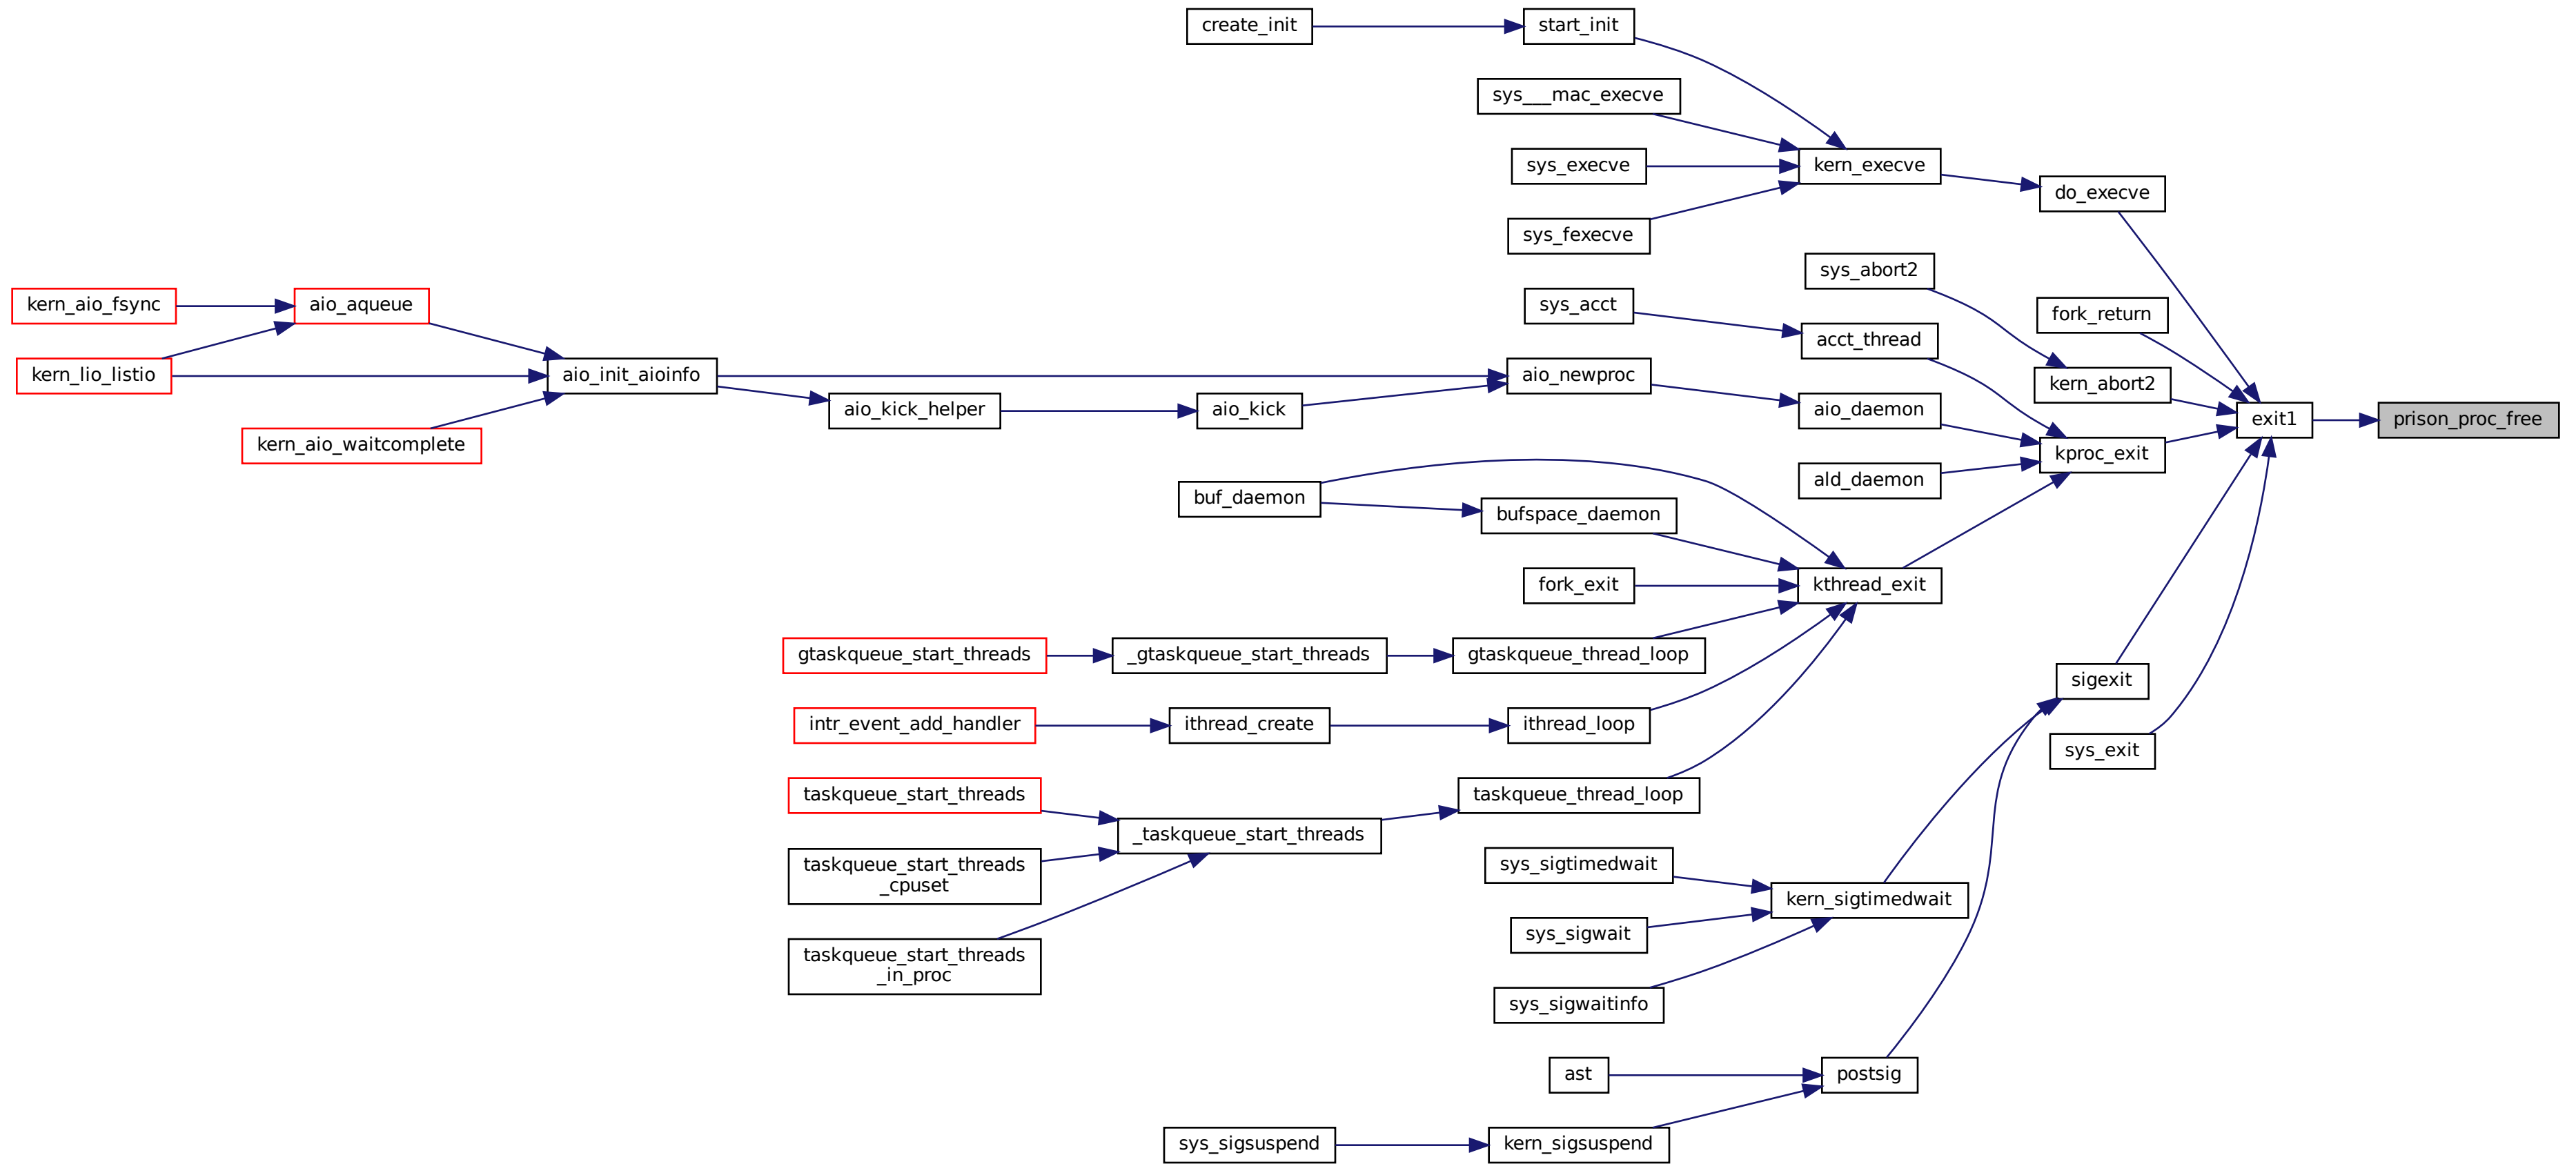 create_init
start_init
sys___mac_execve
sys_execve
kern_execve
do_execve
sys_fexecve
sys_abort2
kern_aio_fsync
aio_aqueue
sys_acct
fork_return
acct_thread
kern_lio_listio
aio_init_aioinfo
aio_newproc
kern_abort2
aio_kick_helper
aio_kick
aio_daemon
exit1
prison_proc_free
kern_aio_waitcomplete
kproc_exit
ald_daemon
buf_daemon
bufspace_daemon
fork_exit
kthread_exit
gtaskqueue_start_threads
_gtaskqueue_start_threads
gtaskqueue_thread_loop
sigexit
intr_event_add_handler
ithread_create
ithread_loop
sys_exit
taskqueue_start_threads
taskqueue_thread_loop
_taskqueue_start_threads
taskqueue_start_threads
_cpuset
sys_sigtimedwait
kern_sigtimedwait
sys_sigwait
taskqueue_start_threads
_in_proc
sys_sigwaitinfo
ast
postsig
sys_sigsuspend
kern_sigsuspend